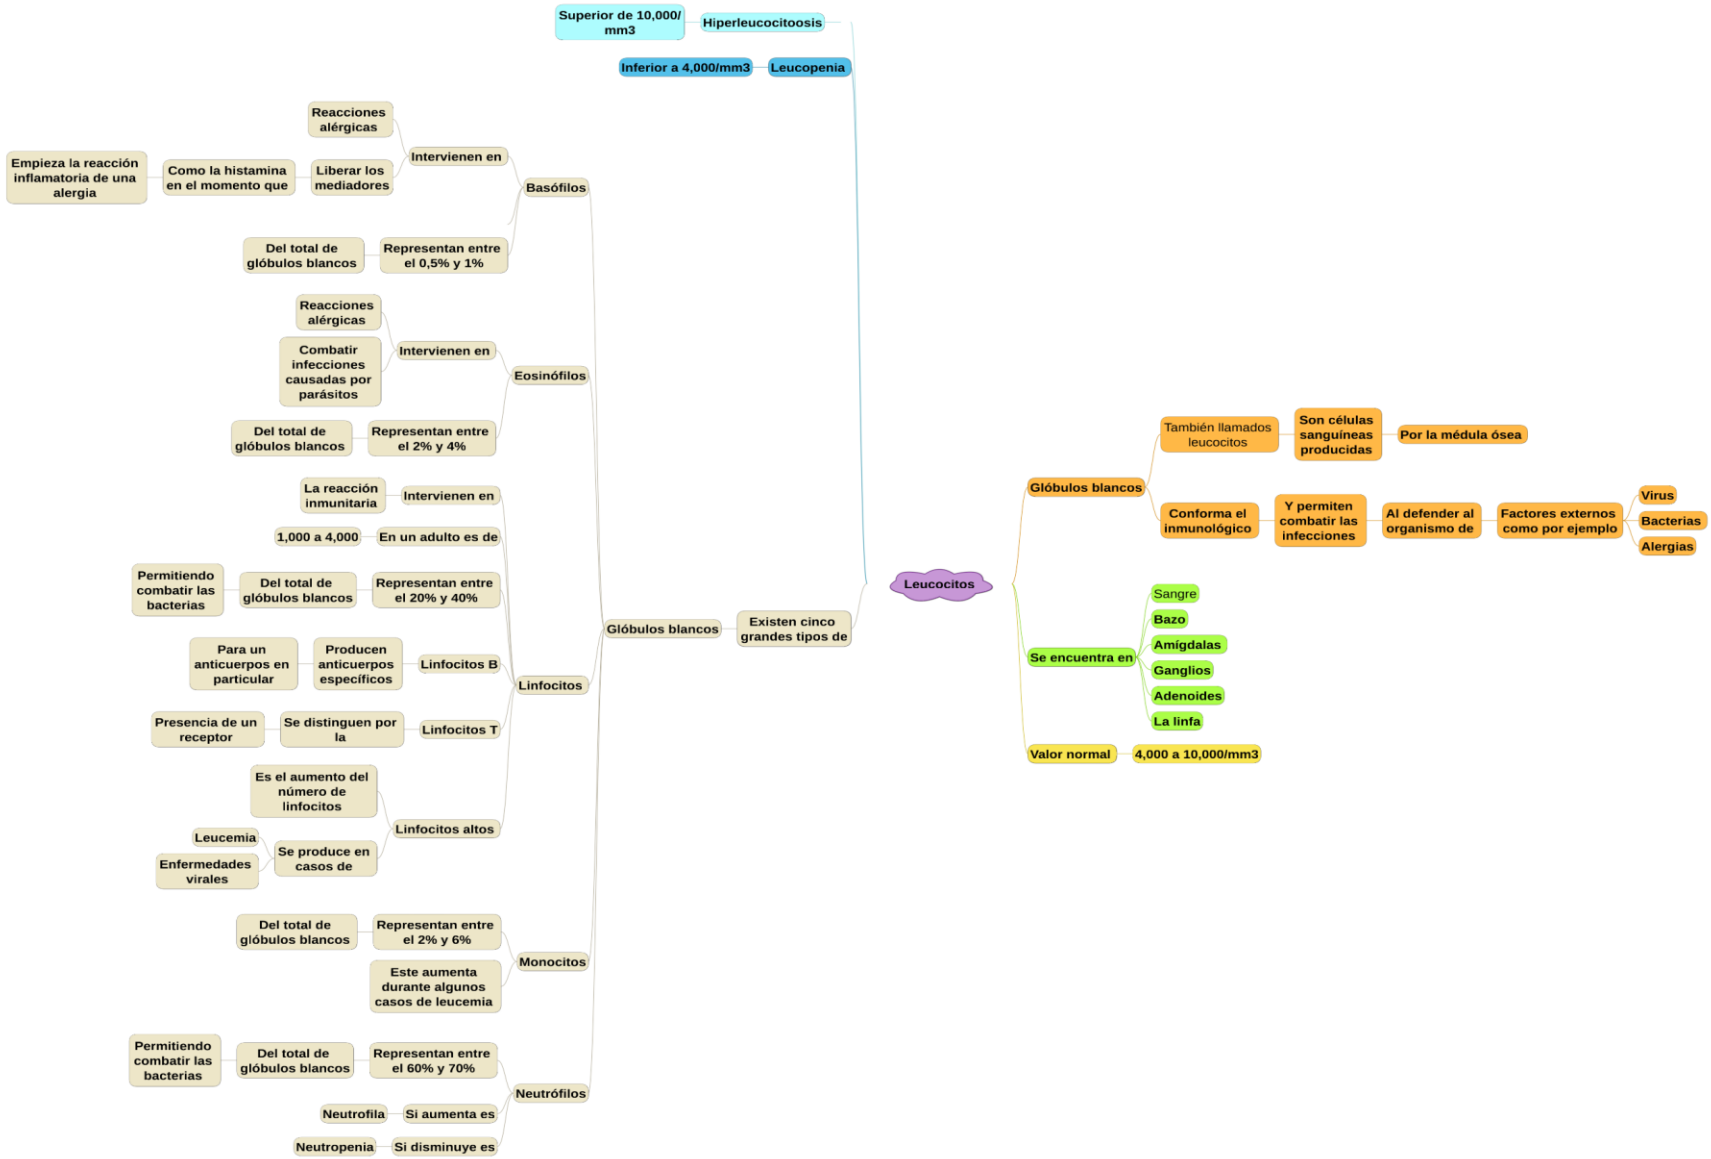 Superior de 10,000/
mm3
Hiperleucocitoosis
Inferior a 4,000/mm3
Leucopenia
Reacciones
alérgicas
Intervienen en
Empieza la reacción
inflamatoria de una
alergia
Como la histamina
en el momento que
Liberar los
mediadores
Basófilos
Del total de
glóbulos blancos
Representan entre
el 0,5% y 1%
Reacciones
alérgicas
Intervienen en
Combatir
infecciones
causadas por
parásitos
Eosinófilos
Del total de
glóbulos blancos
Representan entre
el 2% y 4%
La reacción
inmunitaria
Intervienen en
1,000 a 4,000
En un adulto es de
Permitiendo
combatir las
bacterias
Del total de
glóbulos blancos
Representan entre
el 20% y 40%
Para un
anticuerpos en
particular
Producen
anticuerpos
específicos
Linfocitos B
Linfocitos
Presencia de un
receptor
Se distinguen por
la
Linfocitos T
Es el aumento del
número de
linfocitos
Linfocitos altos
Leucemia
Enfermedades
virales
Se produce en
casos de
Del total de
glóbulos blancos
Representan entre
el 2% y 6%
Monocitos
Este aumenta
durante algunos
casos de leucemia
Permitiendo
combatir las
bacterias
Del total de
glóbulos blancos
Representan entre
el 60% y 70%
Neutrófilos
Neutrofila
Si aumenta es
Neutropenia
Si disminuye es
Glóbulos blancos
Existen cinco
grandes tipos de
Leucocitos
Glóbulos blancos
También llamados
leucocitos
Son células
sanguíneas
producidas
Por la médula ósea
Conforma el
inmunológico
Y permiten
combatir las
infecciones
Al defender al
organismo de
Factores externos
como por ejemplo
Virus
Bacterias
Alergias
Se encuentra en
Sangre
Bazo
Amígdalas
Ganglios
Adenoides
La linfa
Valor normal
4,000 a 10,000/mm3